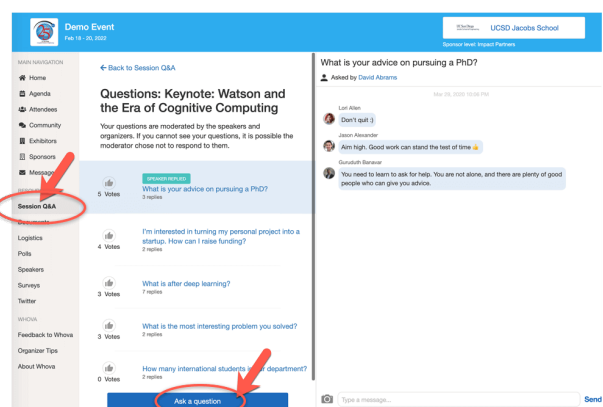 Demo Event
Feb 18 - 20, 2022
UC San Diego
UCSD Jacobs School
Sponsor level: Impact Partners
MAIN NAVIGATION
Home
Agenda
Attendees
Community
Exhibitors
Sponsors
Message
Session Q&A
Documents
Logistics
Polls
Speakers
Surveys
Twitter
WHOVA
Feedback to Whova
Organizer Tips
About Whova
← Back to Session Q&A
Questions: Keynote: Watson and
the Era of Cognitive Computing
Your questions are moderated by the speakers and
organizers. If you cannot see your questions, it is possible the
moderator chose not to respond to them.
SPEAKER REPLIED
5 Votes
What is your advice on pursuing a PhD?
3 replies
I'm interested in turning my personal project into a
startup. How can I raise funding?
4 Votes
2 replies
What is after deep learning?
3 Votes
7 replies
What is the most interesting problem you solved?
3 Votes
2 replies
How many international students in department?
0 Votes
2 replies
Ask a question
What is your advice on pursuing a PhD?
Asked by David Abrams
Lori Allen
Don't quit :)
Jason Alexander
Aim high. Good work can stand the test of time 👍
Guruduth Banavar
You need to learn to ask for help. You are not alone, and there are plenty of good
people who can give you advice.
Type a message...
Send